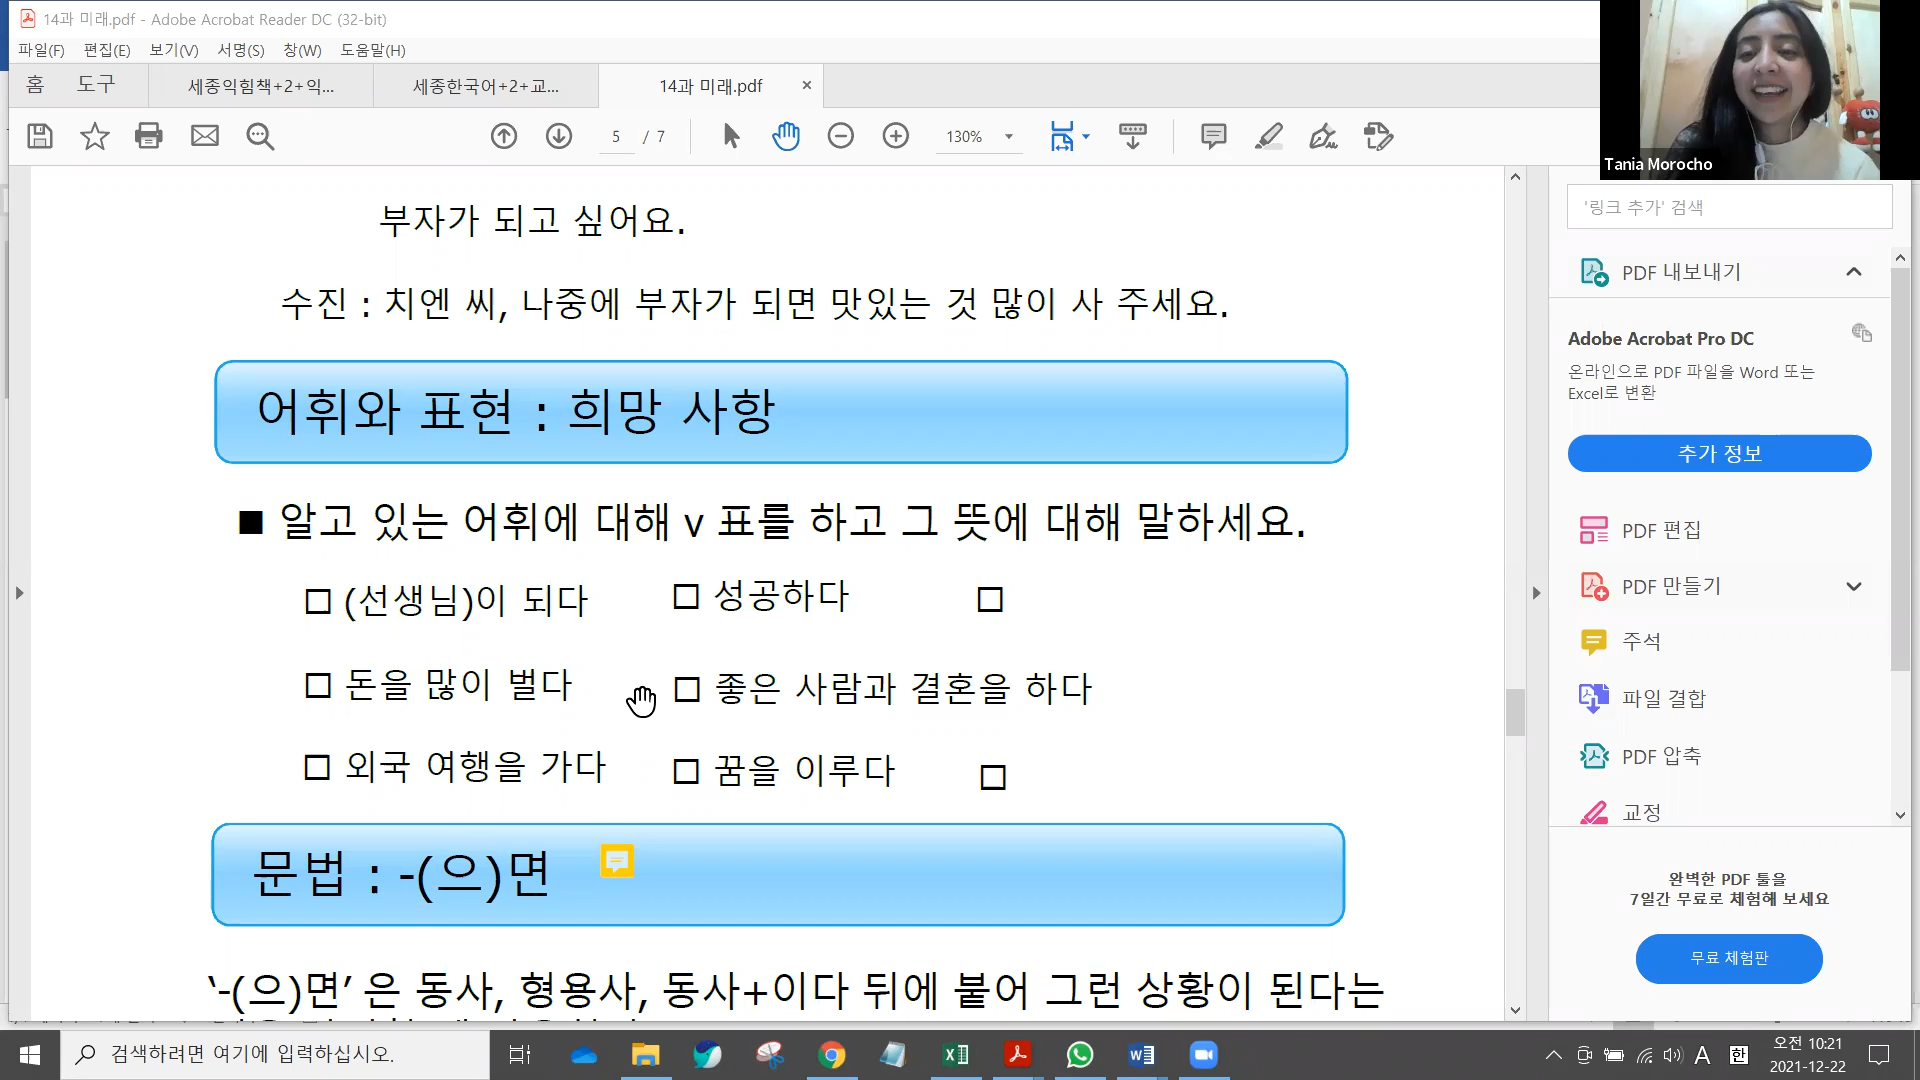 14과 미래.pdf - Adobe Acrobat Reader DC (32-bit)
파일(F) 편집(E) 보기(V) 서명(S) 창(W) 도움말(H)
홈 도구 세종익힘책+2+익... 세종한국어+2+교... 14과 미래.pdf ×
5 / 7 130%
Tania Morocho
부자가 되고 싶어요.
수진 : 치엔 씨, 나중에 부자가 되면 맛있는 것 많이 사 주세요.
어휘와 표현 : 희망 사항
■ 알고 있는 어휘에 대해 v 표를 하고 그 뜻에 대해 말하세요.
□ (선생님)이 되다 □ 성공하다 □
□ 돈을 많이 벌다 □ 좋은 사람과 결혼을 하다
□ 외국 여행을 가다 □ 꿈을 이루다 □
문법 : -(으)면
‘-(으)면’ 은 동사, 형용사, 동사+이다 뒤에 붙어 그런 상황이 된다는
'링크 추가' 검색
PDF 내보내기
Adobe Acrobat Pro DC
온라인으로 PDF 파일을 Word 또는
Excel로 변환
추가 정보
PDF 편집
PDF 만들기
주석
파일 결합
PDF 압축
교정
완벽한 PDF 툴을
7일간 무료로 체험해 보세요
무료 체험판
검색하려면 여기에 입력하십시오.
A 한
오전 10:21
2021-12-22